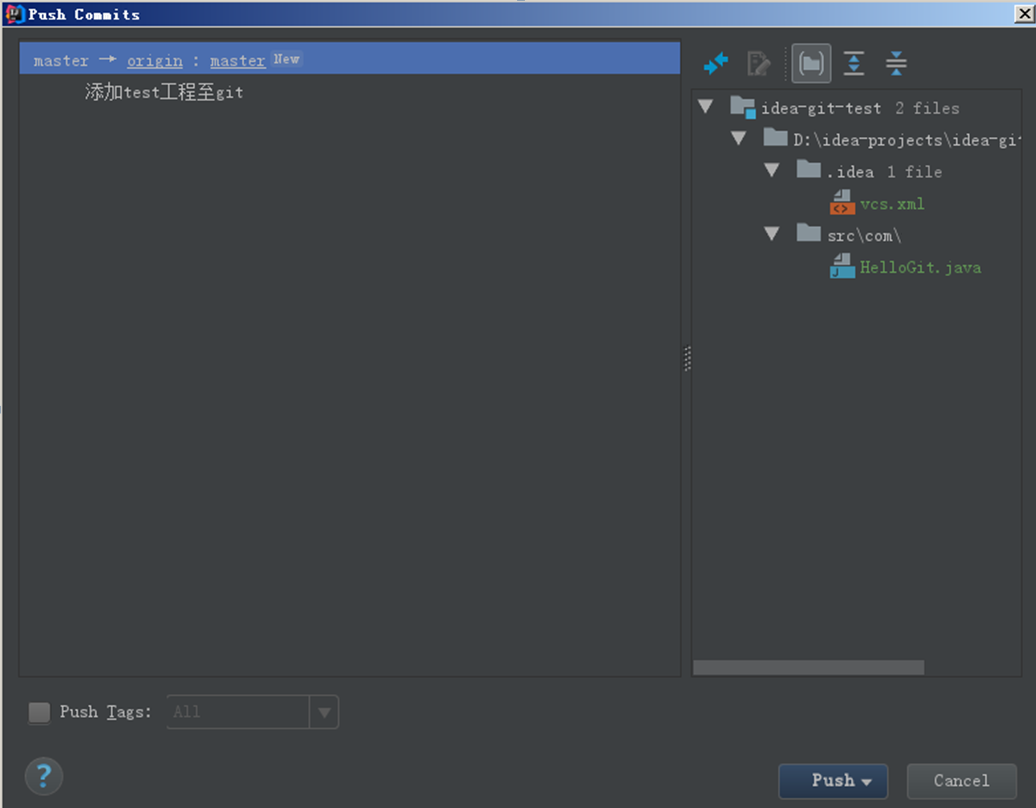 Push Commits
master → origin : master New
添加test工程至git
idea-git-test 2 files
D:\idea-projects\idea-gi
.idea 1 file
vcs.xml
src\com\
HelloGit.java
Push Tags: All
?
Push Cancel